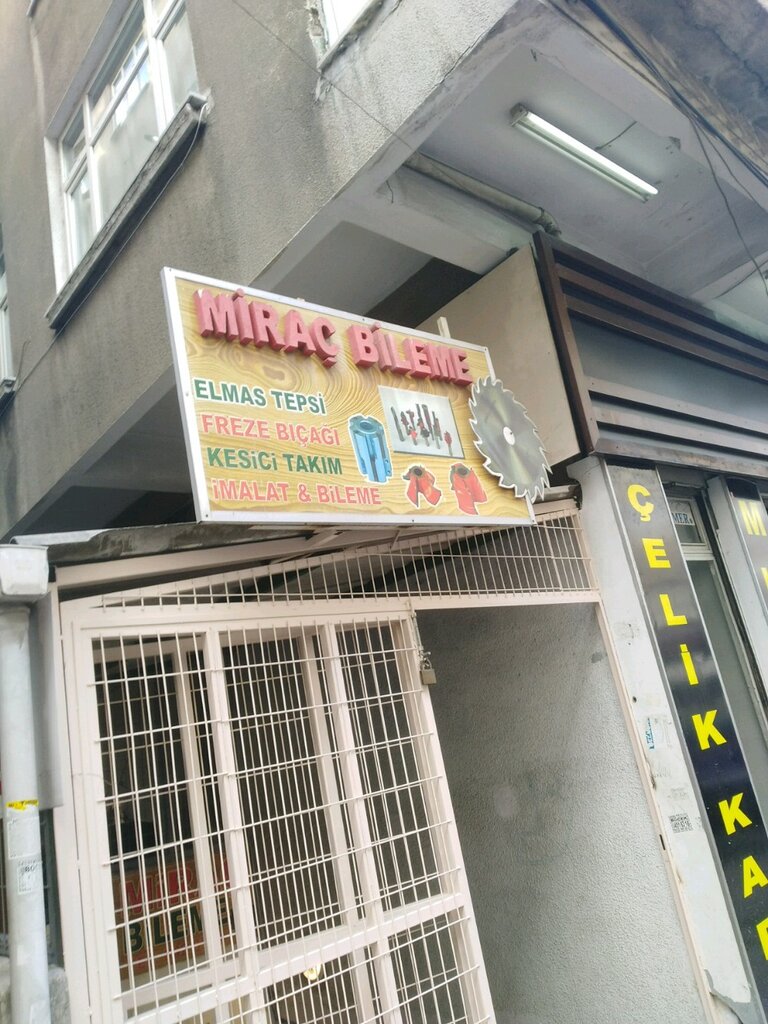 MİRAÇ BİLEME
ELMAS TEPSİ
FREZE BIÇAĞI
KESİCİ TAKIM
İMALAT & BİLEME
ÇELİK KA